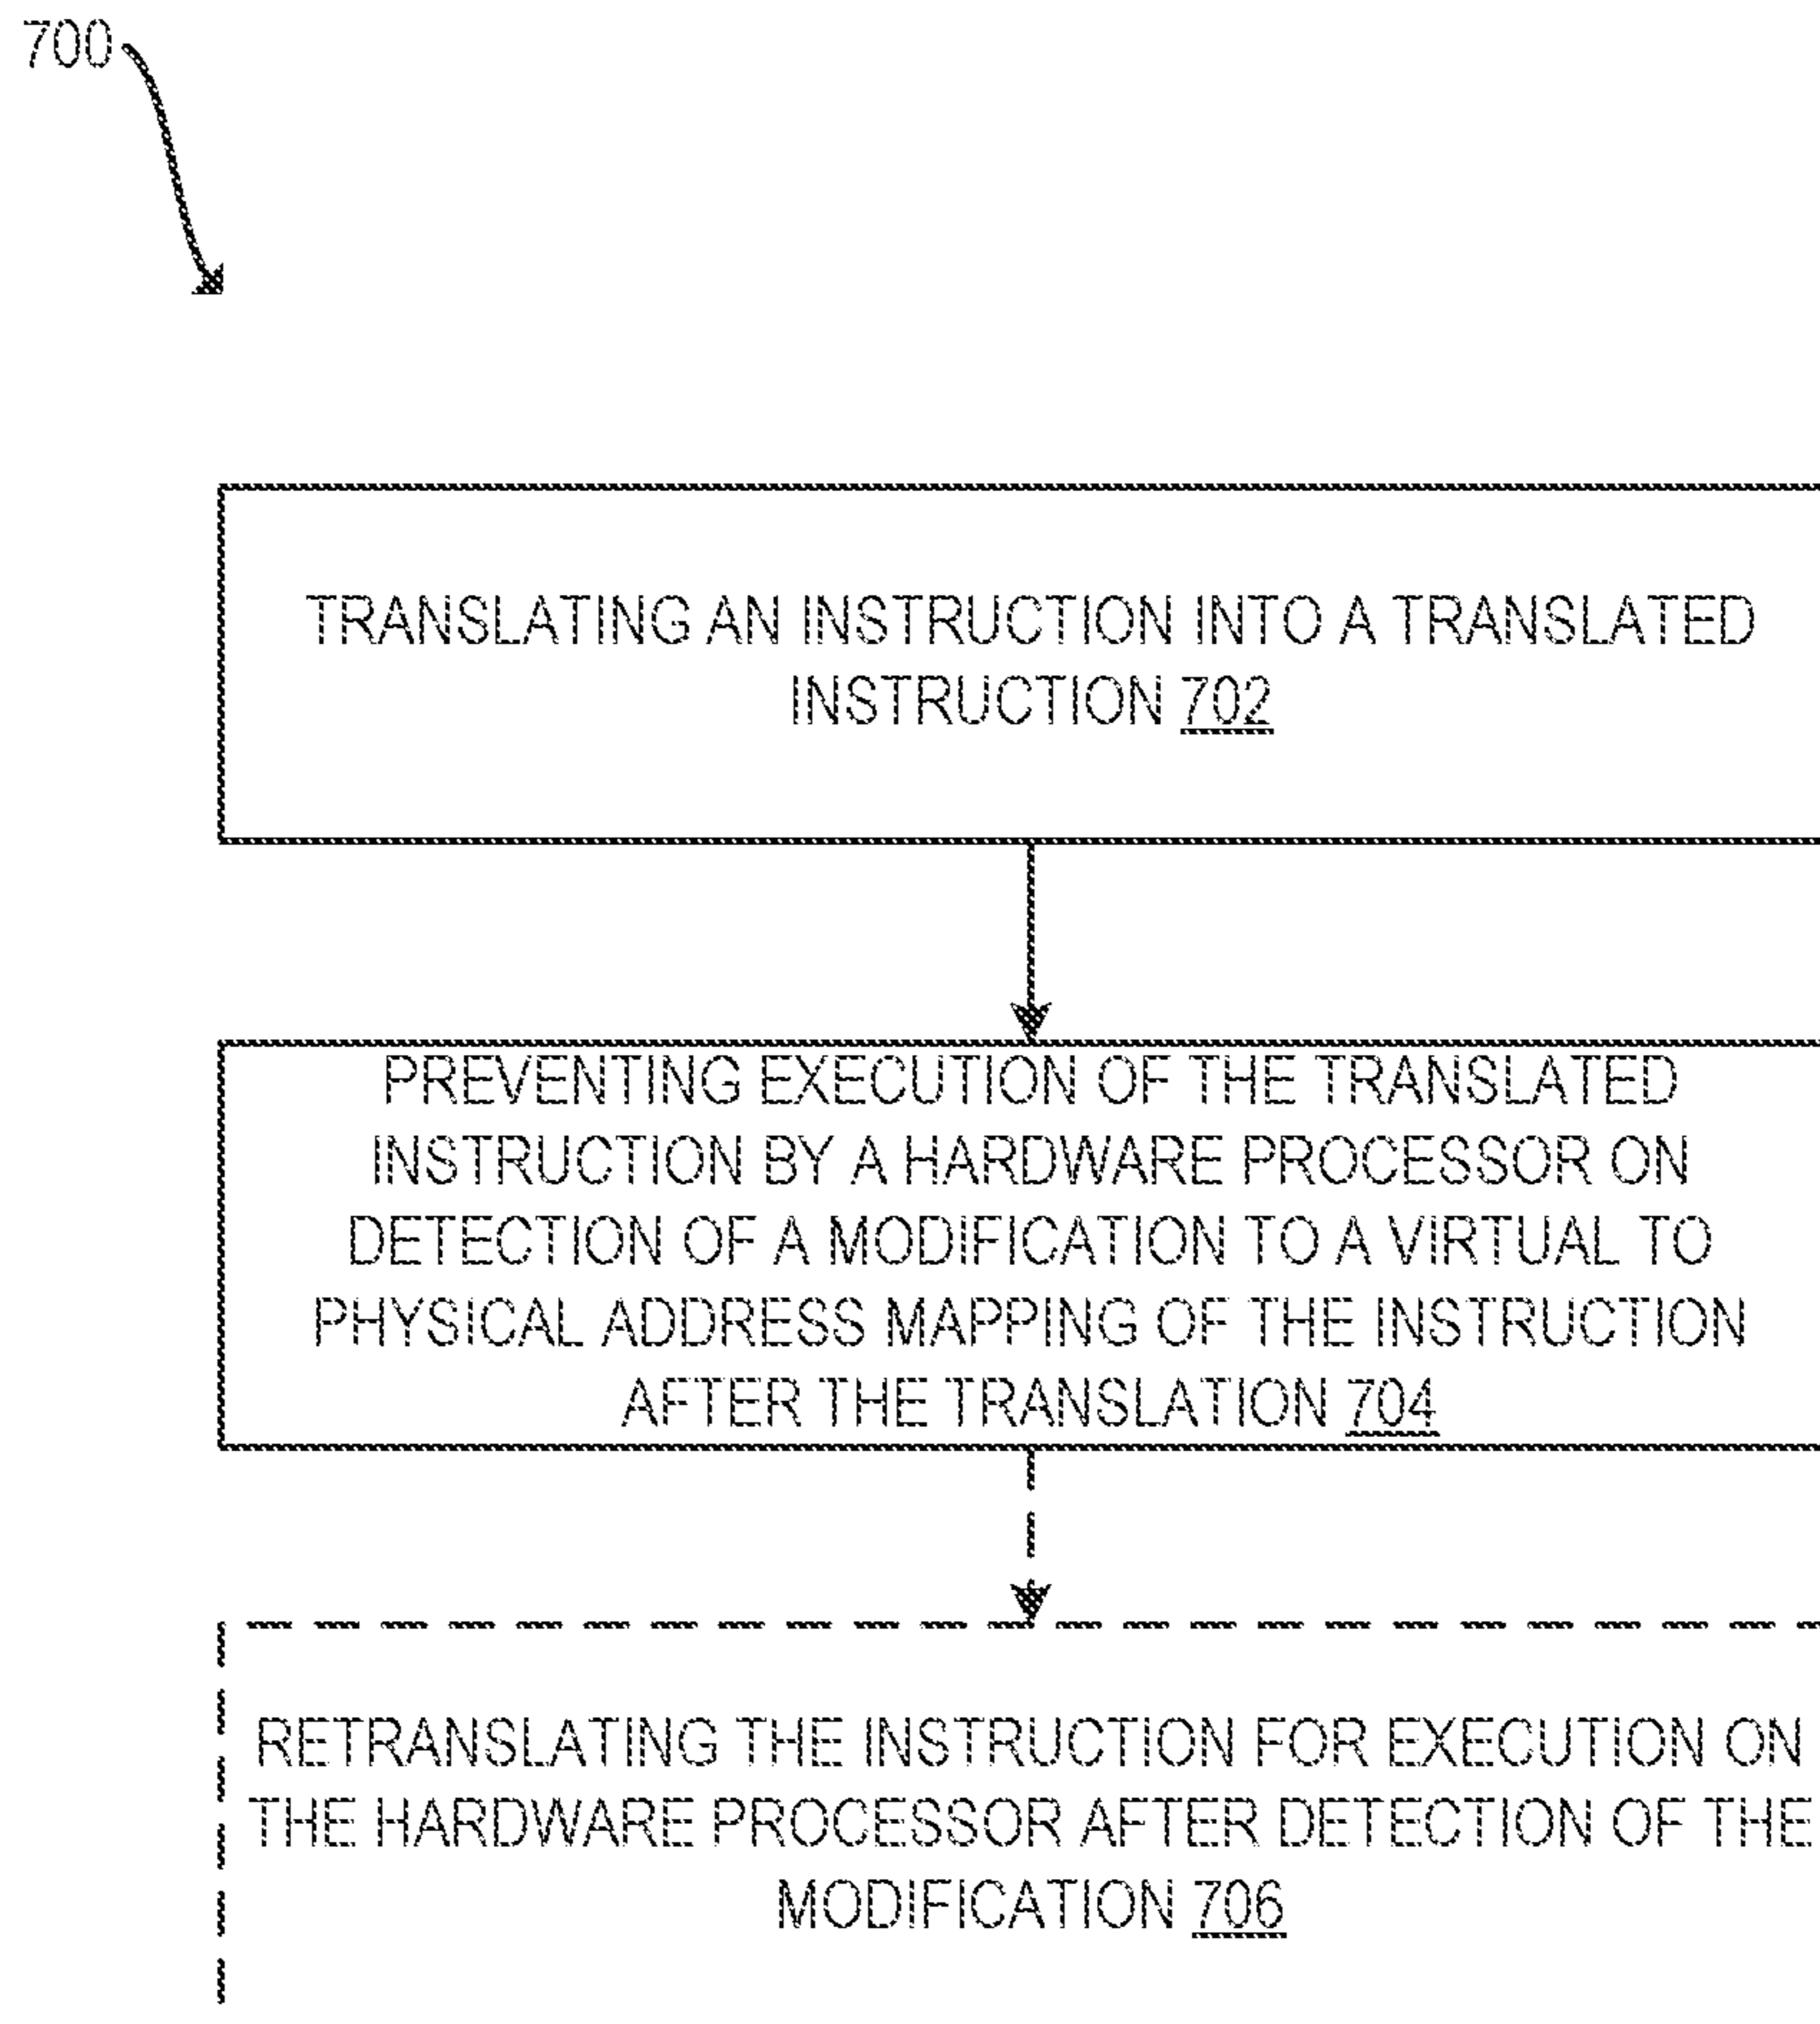 700
TRANSLATING AN INSTRUCTION INTO A TRANSLATED
INSTRUCTION 702
PREVENTING EXECUTION OF THE TRANSLATED
INSTRUCTION BY A HARDWARE PROCESSOR ON
DETECTION OF A MODIFICATION TO A VIRTUAL TO
PHYSICAL ADDRESS MAPPING OF THE INSTRUCTION
AFTER THE TRANSLATION 704
RETRANSLATING THE INSTRUCTION FOR EXECUTION ON
THE HARDWARE PROCESSOR AFTER DETECTION OF THE
MODIFICATION 706